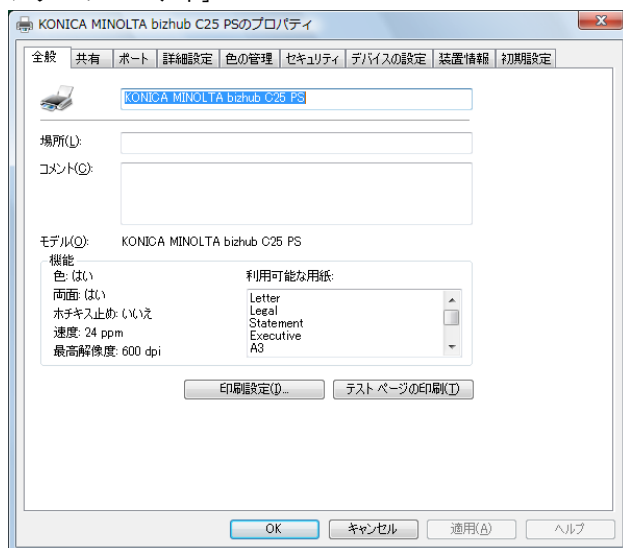 KONICA MINOLTA bizhub C25 PSのプロパティ
全般 共有 ポート 詳細設定 色の管理 セキュリティ デバイスの設定 装置情報 初期設定
KONICA MINOLTA bizhub C25 PS
場所(L):
コメント(C):
モデル(O): KONICA MINOLTA bizhub C25 PS
機能
色: はい
両面: はい
ホチキス止め: いいえ
速度: 24 ppm
最高解像度: 600 dpi
利用可能な用紙:
Letter
Legal
Statement
Executive
A3
印刷設定(I)... テスト ページの印刷(T)
OK キャンセル 適用(A) ヘルプ